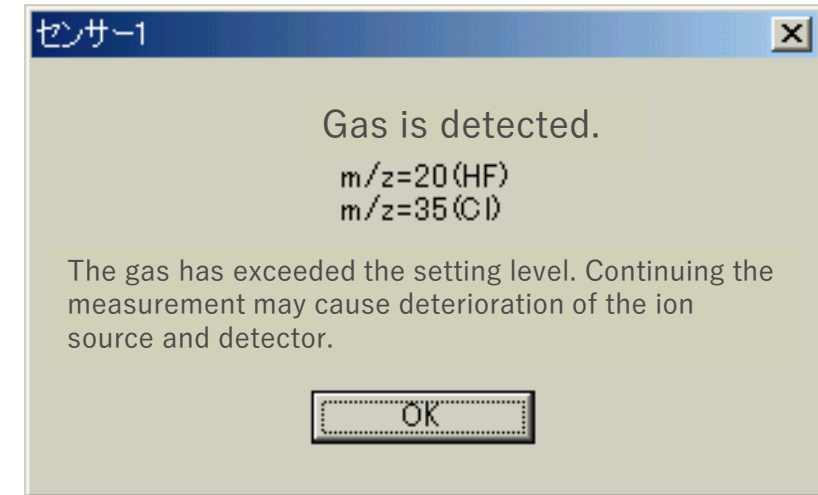 センサー1
Gas is detected.
m/z=20(HF)
m/z=35(Cl)
The gas has exceeded the setting level. Continuing the
measurement may cause deterioration of the ion
source and detector.
OK